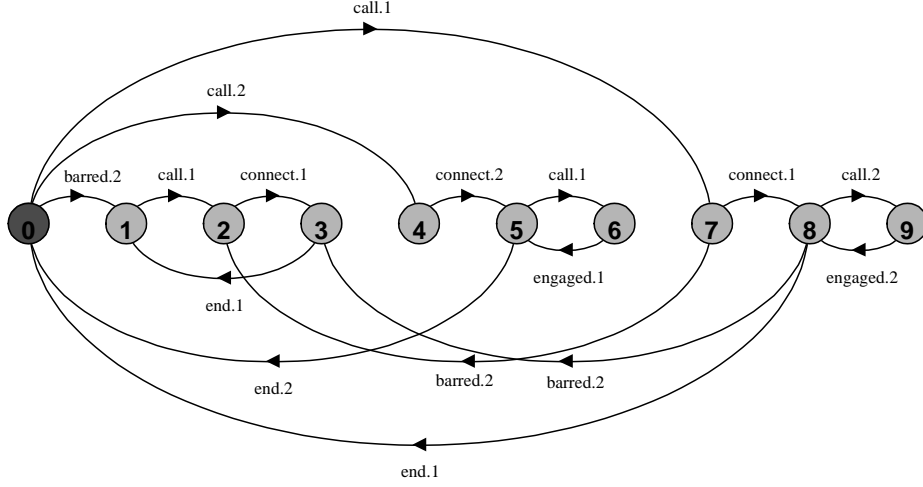 call.1
call.2
barred.2 call.1 connect.1 connect.2 call.1 connect.1 call.2
0 1 2 3 4 5 6 7 8 9
end.1 engaged.1 engaged.2
end.2 barred.2 barred.2
end.1